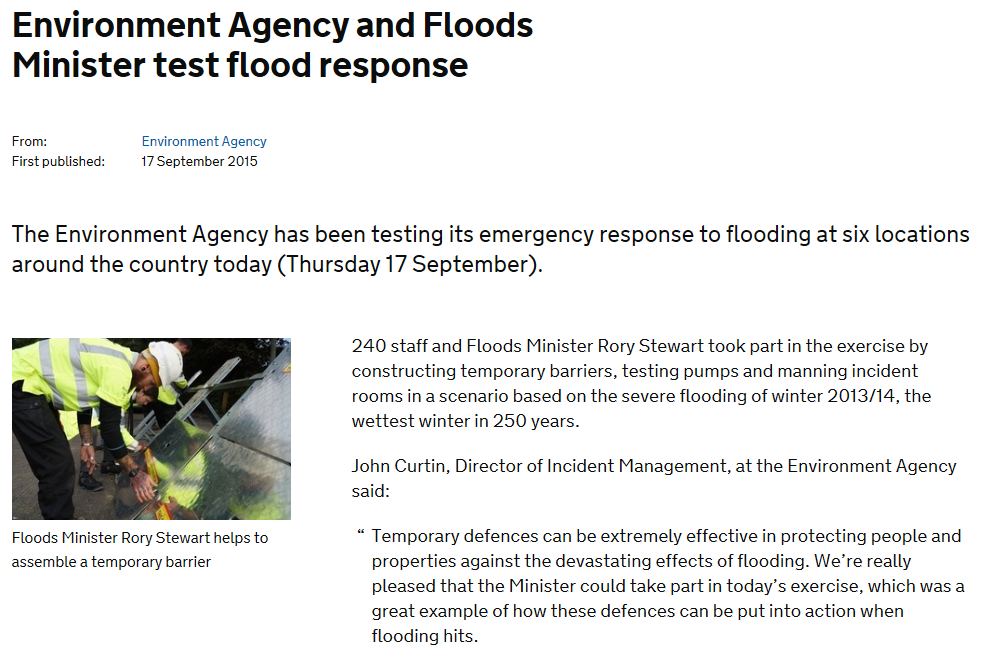 Environment Agency and Floods
Minister test flood response
From:
Environment Agency
First published:
17 September 2015
The Environment Agency has been testing its emergency response to flooding at six locations
around the country today (Thursday 17 September).
Floods Minister Rory Stewart helps to
assemble a temporary barrier
240 staff and Floods Minister Rory Stewart took part in the exercise by
constructing temporary barriers, testing pumps and manning incident
rooms in a scenario based on the severe flooding of winter 2013/14, the
wettest winter in 250 years.
John Curtin, Director of Incident Management, at the Environment Agency
said:
“ Temporary defences can be extremely effective in protecting people and
properties against the devastating effects of flooding. We’re really
pleased that the Minister could take part in today’s exercise, which was a
great example of how these defences can be put into action when
flooding hits.